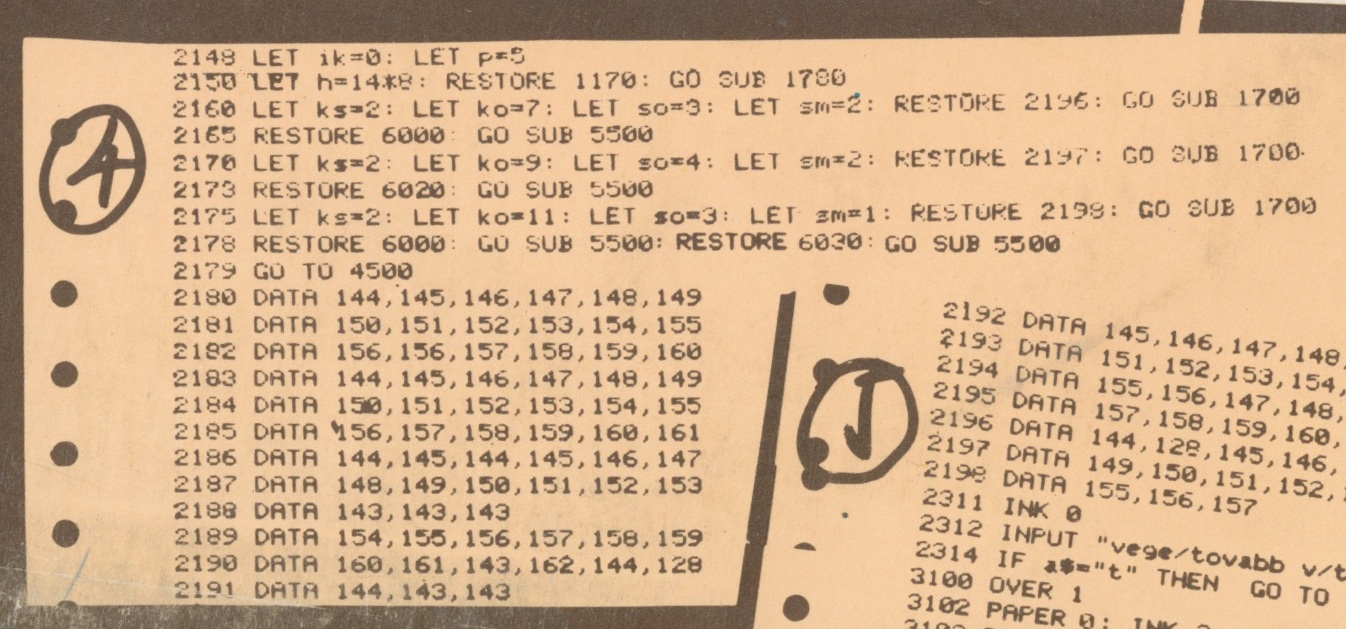 4
2148 LET ik=0: LET p=5
2150 LET h=14*8: RESTORE 1170: GO SUB 1780
2160 LET ks=2: LET ko=7: LET so=3: LET sm=2: RESTORE 2196: GO SUB 1700
2165 RESTORE 6000: GO SUB 5500
2170 LET ks=2: LET ko=9: LET so=4: LET sm=2: RESTORE 2197: GO SUB 1700
2173 RESTORE 6020: GO SUB 5500
2175 LET ks=2: LET ko=11: LET so=3: LET sm=1: RESTORE 2198: GO SUB 1700
2178 RESTORE 6000: GO SUB 5500: RESTORE 6030: GO SUB 5500
2179 GO TO 4500
2180 DATA 144,145,146,147,148,149
2181 DATA 150,151,152,153,154,155
2182 DATA 156,156,157,158,159,160
2183 DATA 144,145,146,147,148,149
2184 DATA 150,151,152,153,154,155
2185 DATA 156,157,158,159,160,161
2186 DATA 144,145,144,145,146,147
2187 DATA 148,149,150,151,152,153
2188 DATA 143,143,143
2189 DATA 154,155,156,157,158,159
2190 DATA 160,161,143,162,144,128
2191 DATA 144,143,143
2192 DATA 145,146,147,148,
2193 DATA 151,152,153,154,
2194 DATA 155,156,147,148,
2195 DATA 157,158,159,160,
2196 DATA 144,128,145,146,
2197 DATA 149,150,151,152,
2198 DATA 155,156,157
2311 INK 0
2312 INPUT "vege/tovabb v/t
2314 IF a$="t" THEN GO TO
3100 OVER 1
3102 PAPER 0: INK